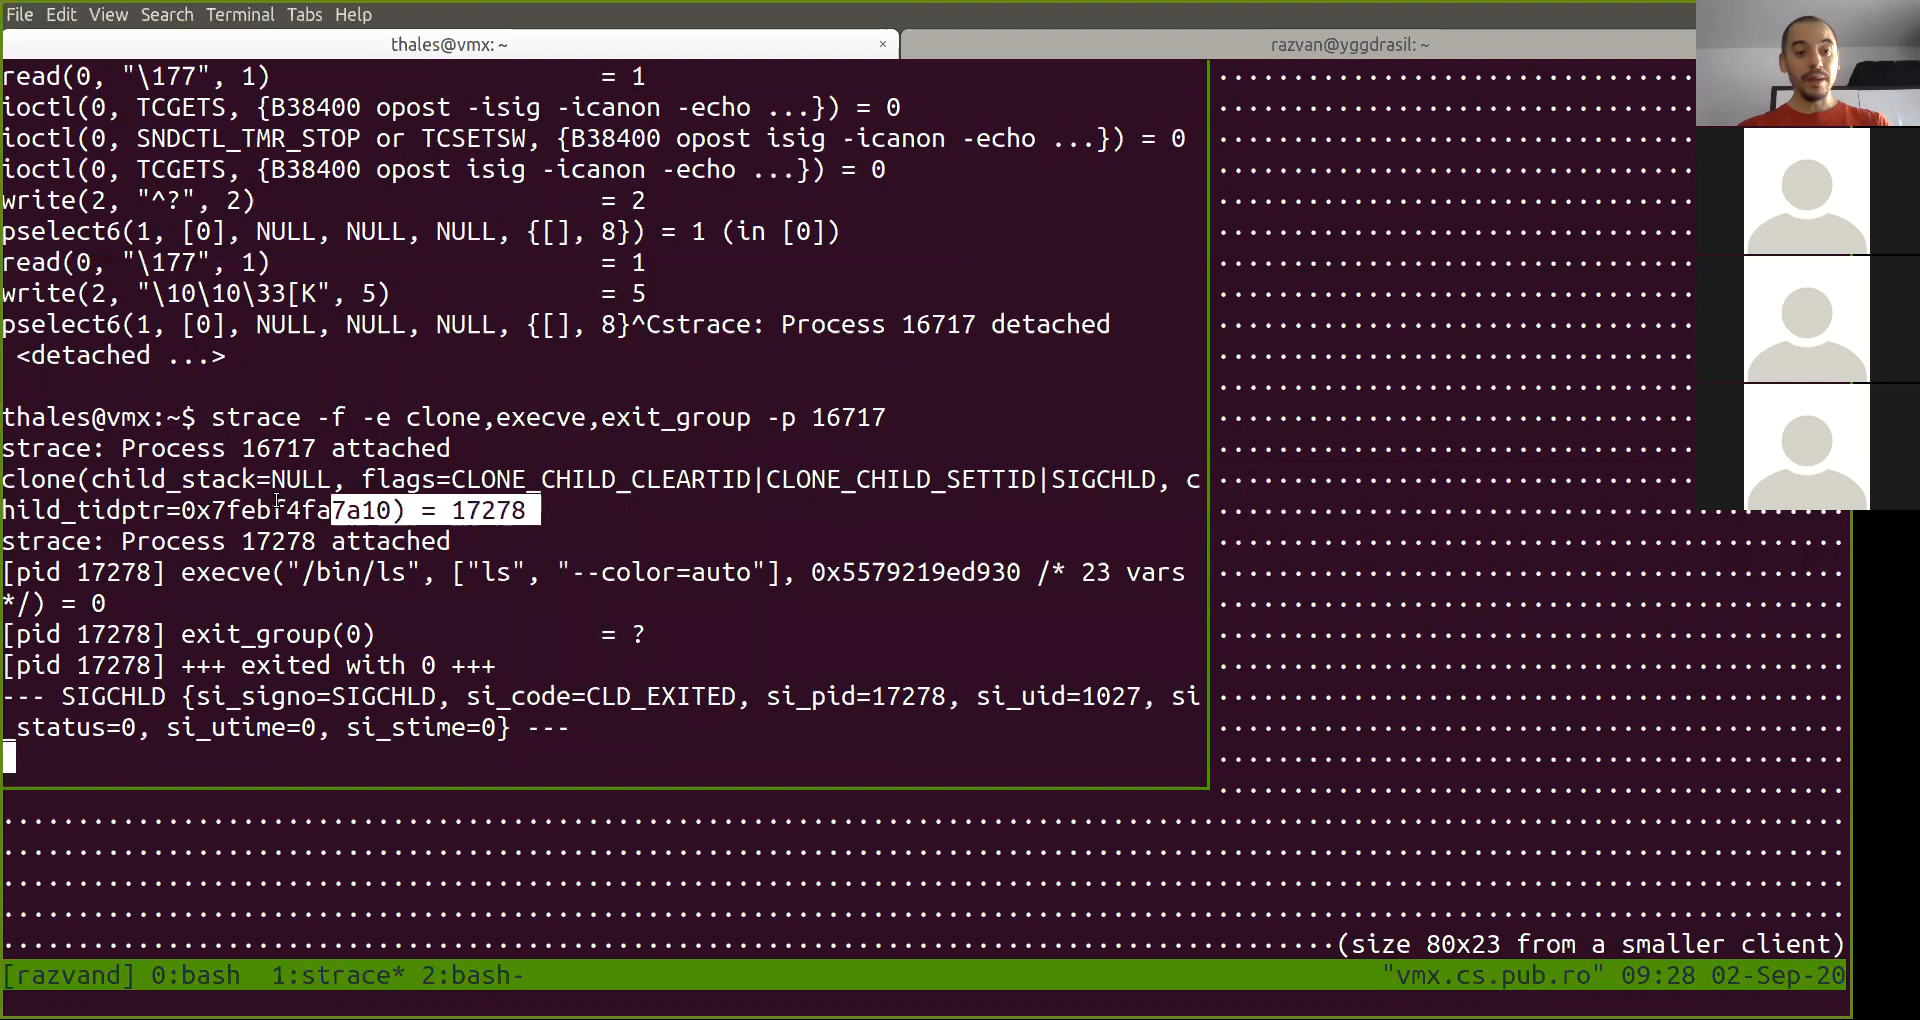 File Edit View Search Terminal Tabs Help
thales@vmx: ~ × razvan@yggdrasil: ~
read(0, "\177", 1) = 1
ioctl(0, TCGETS, {B38400 opost -isig -icanon -echo ...}) = 0
ioctl(0, SNDCTL_TMR_STOP or TCSETSW, {B38400 opost isig -icanon -echo ...}) = 0
ioctl(0, TCGETS, {B38400 opost isig -icanon -echo ...}) = 0
write(2, "^?", 2) = 2
pselect6(1, [0], NULL, NULL, NULL, {[], 8}) = 1 (in [0])
read(0, "\177", 1) = 1
write(2, "\10\10\33[K", 5) = 5
pselect6(1, [0], NULL, NULL, NULL, {[], 8}^Cstrace: Process 16717 detached
<detached ...>
thales@vmx:~$ strace -f -e clone,execve,exit_group -p 16717
strace: Process 16717 attached
clone(child_stack=NULL, flags=CLONE_CHILD_CLEARTID|CLONE_CHILD_SETTID|SIGCHLD, c
hild_tidptr=0x7febf4fa7a10) = 17278
strace: Process 17278 attached
[pid 17278] execve("/bin/ls", ["ls", "--color=auto"], 0x5579219ed930 /* 23 vars
*/) = 0
[pid 17278] exit_group(0) = ?
[pid 17278] +++ exited with 0 +++
--- SIGCHLD {si_signo=SIGCHLD, si_code=CLD_EXITED, si_pid=17278, si_uid=1027, si
_status=0, si_utime=0, si_stime=0} ---
(size 80x23 from a smaller client)
[razvand] 0:bash 1:strace* 2:bash- "vmx.cs.pub.ro" 09:28 02-Sep-20